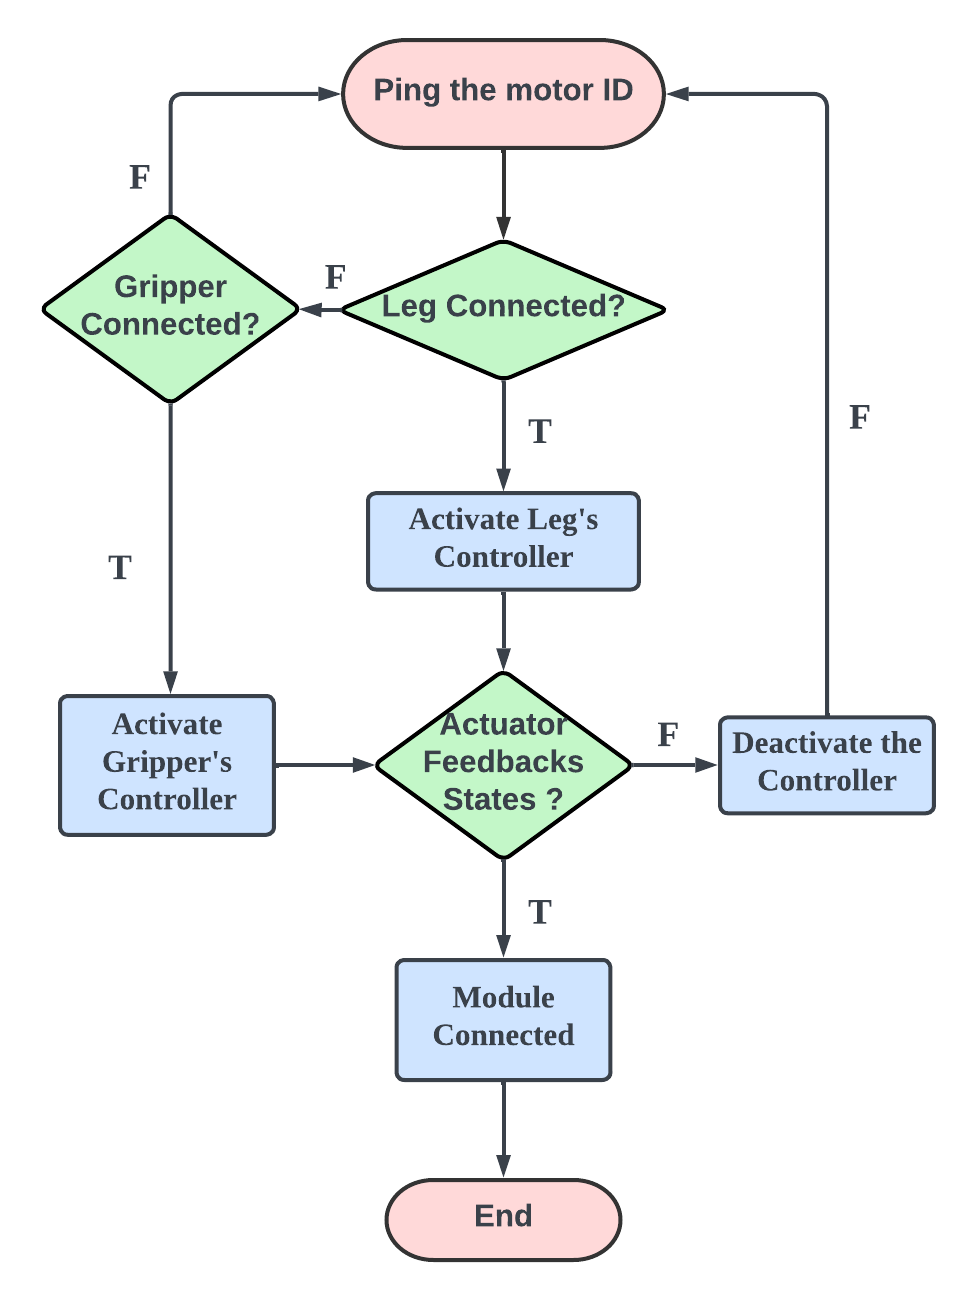 Ping the motor ID
F
Gripper
Connected?
F
Leg Connected?
T
F
Activate Leg's
Controller
T
Activate
Gripper's
Controller
Actuator
Feedbacks
States ?
F
Deactivate the
Controller
T
Module
Connected
End